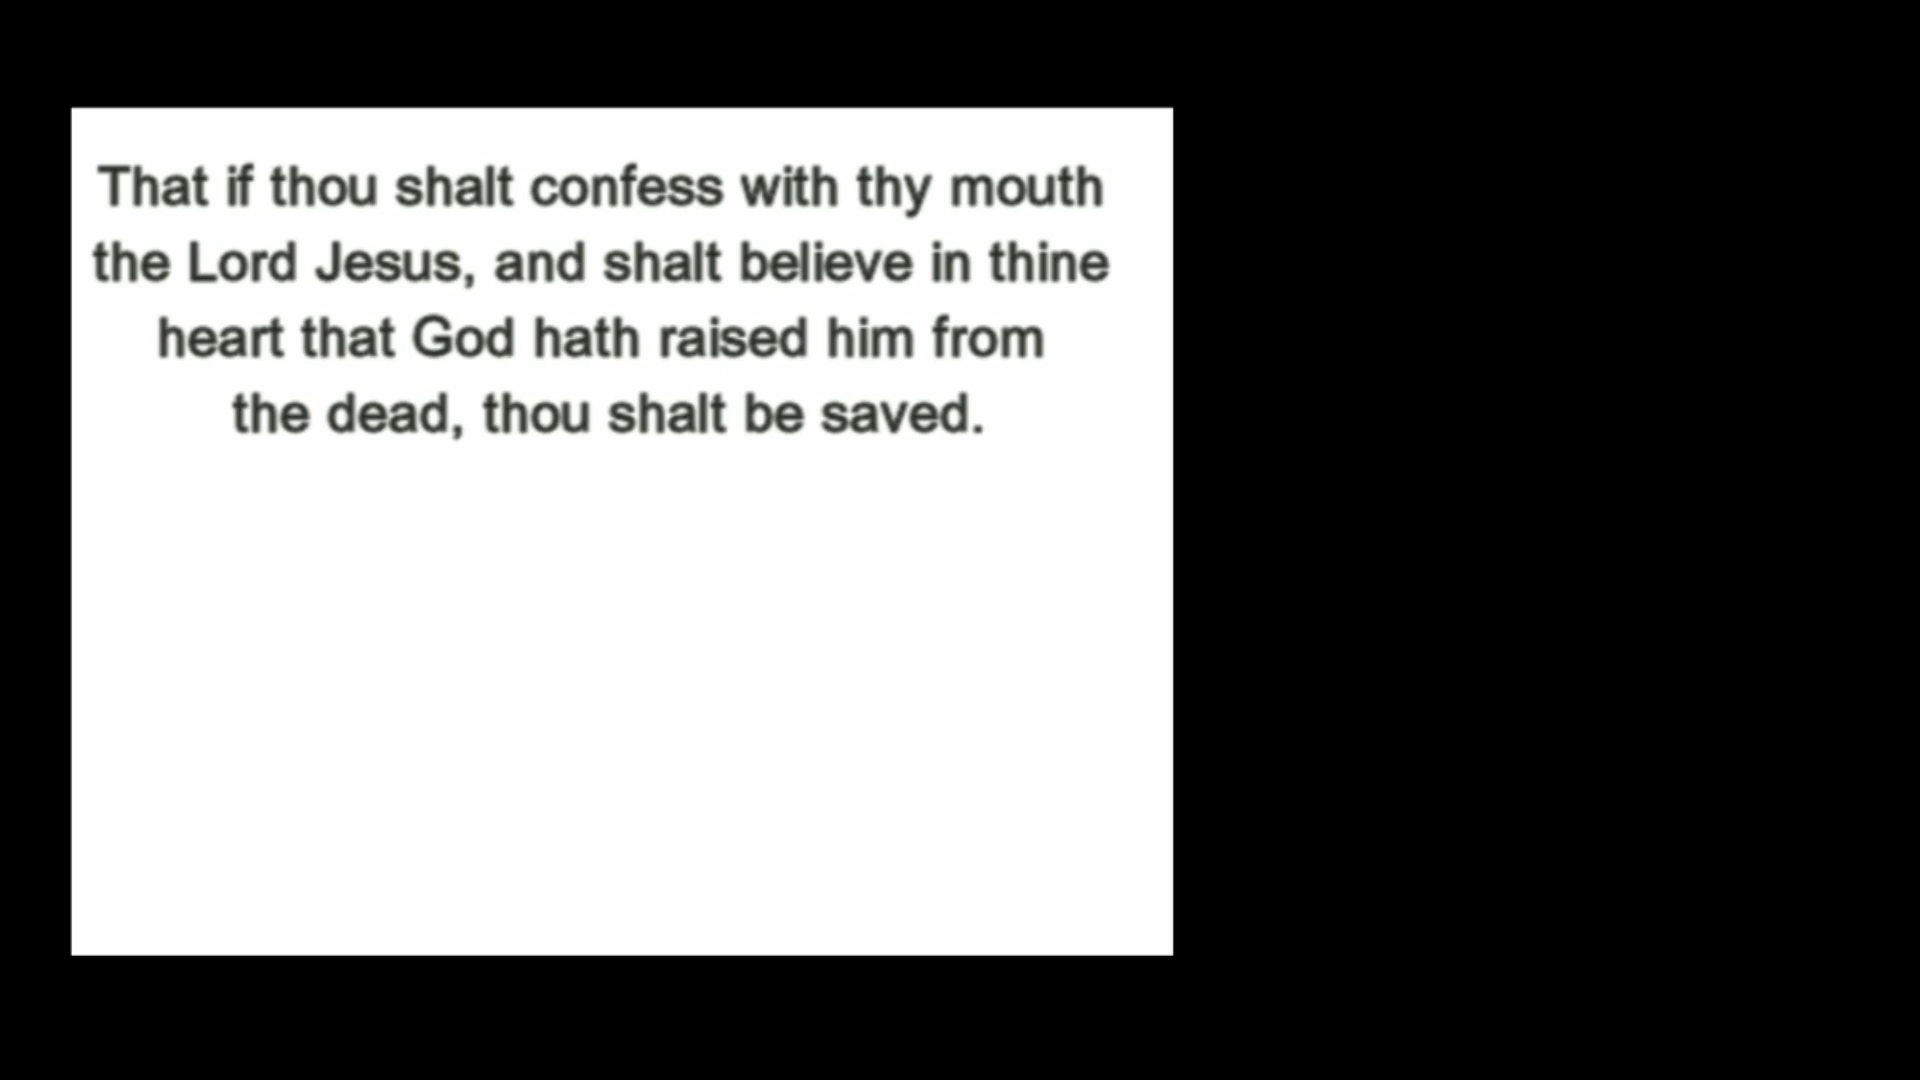 That if thou shalt confess with thy mouth
the Lord Jesus, and shalt believe in thine
heart that God hath raised him from
the dead, thou shalt be saved.